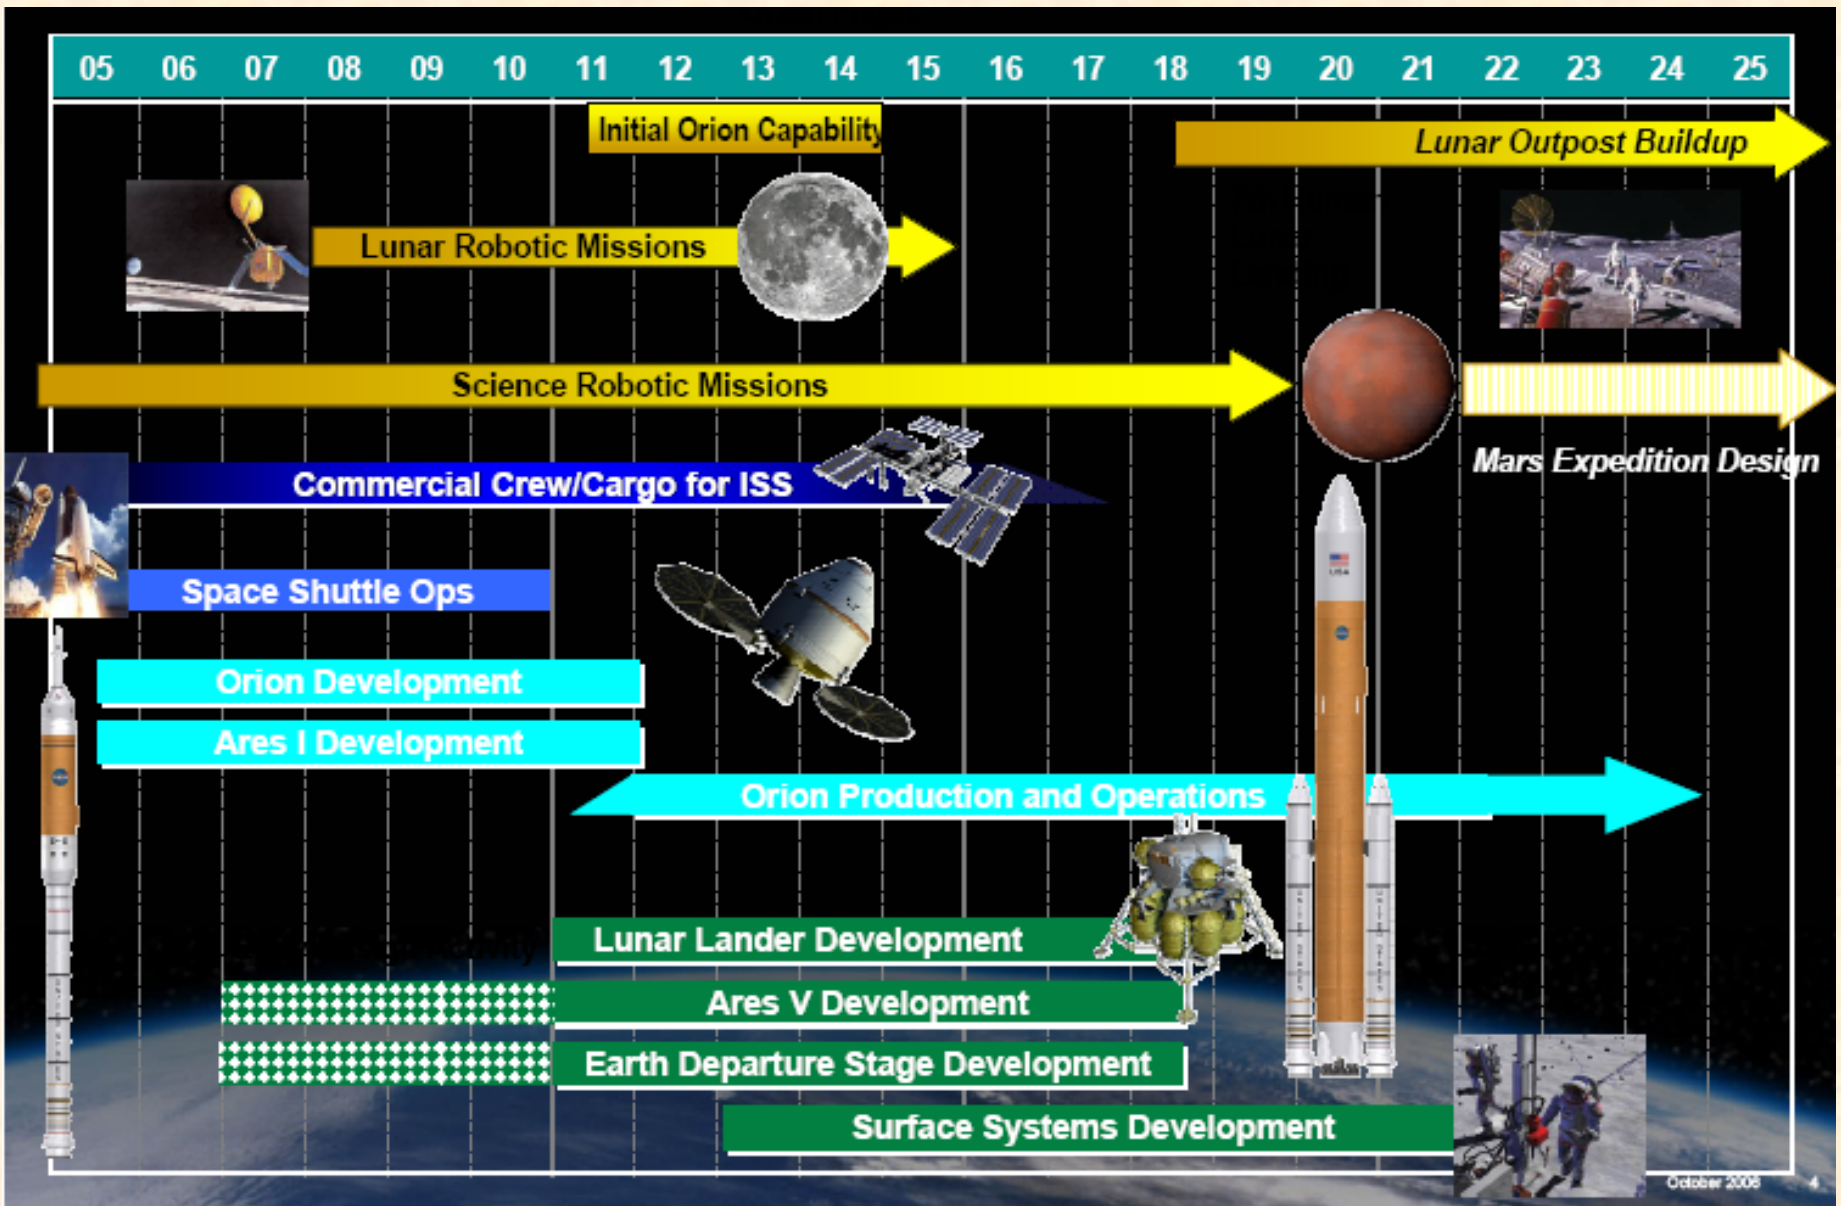 05 06 07 08 09 10 11 12 13 14 15 16 17 18 19 20 21 22 23 24 25
Initial Orion Capability
Lunar Outpost Buildup
Lunar Robotic Missions
Science Robotic Missions
Mars Expedition Design
Commercial Crew/Cargo for ISS
USA
Space Shuttle Ops
Orion Development
Ares I Development
Orion Production and Operations
Lunar Lander Development
Ares V Development
Earth Departure Stage Development
Surface Systems Development
October 2006 4